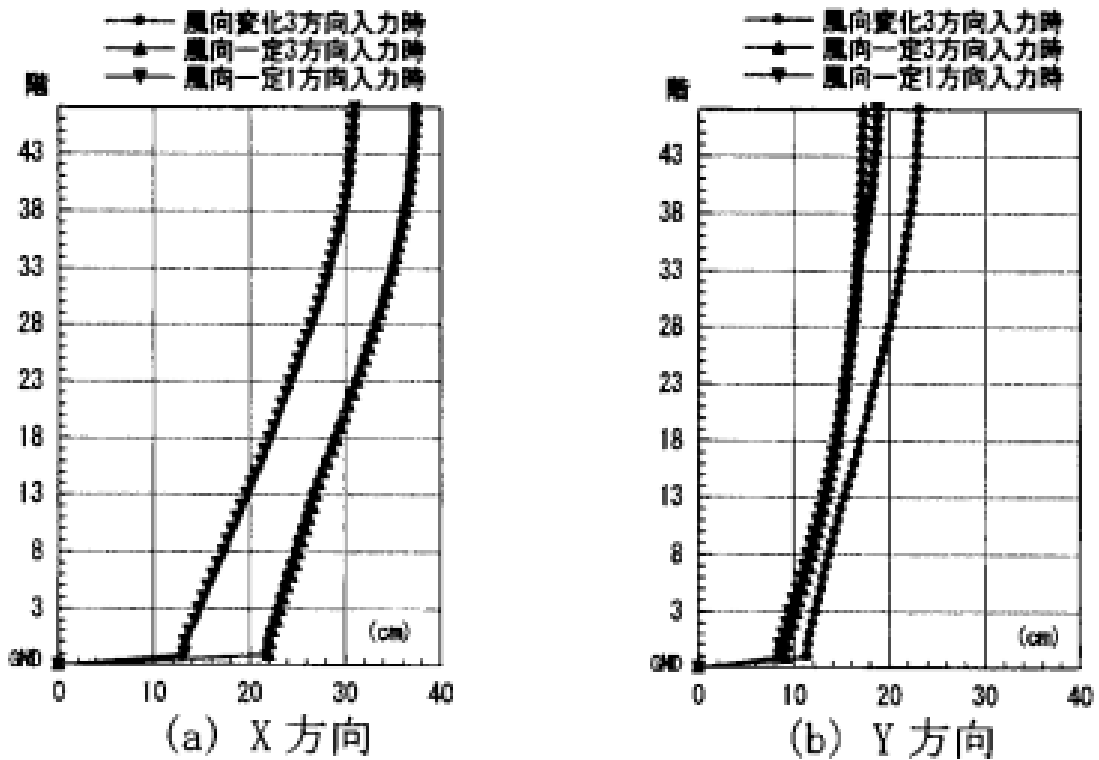 風向変化3方向入力時
風向一定3方向入力時
風向一定1方向入力時
階
43
38
33
28
23
18
13
8
3
GND
(cm)
0 10 20 30 40
(a) X 方向
風向変化3方向入力時
風向一定3方向入力時
風向一定1方向入力時
階
43
38
33
28
23
18
13
8
3
GND
(cm)
0 10 20 30 40
(b) Y 方向